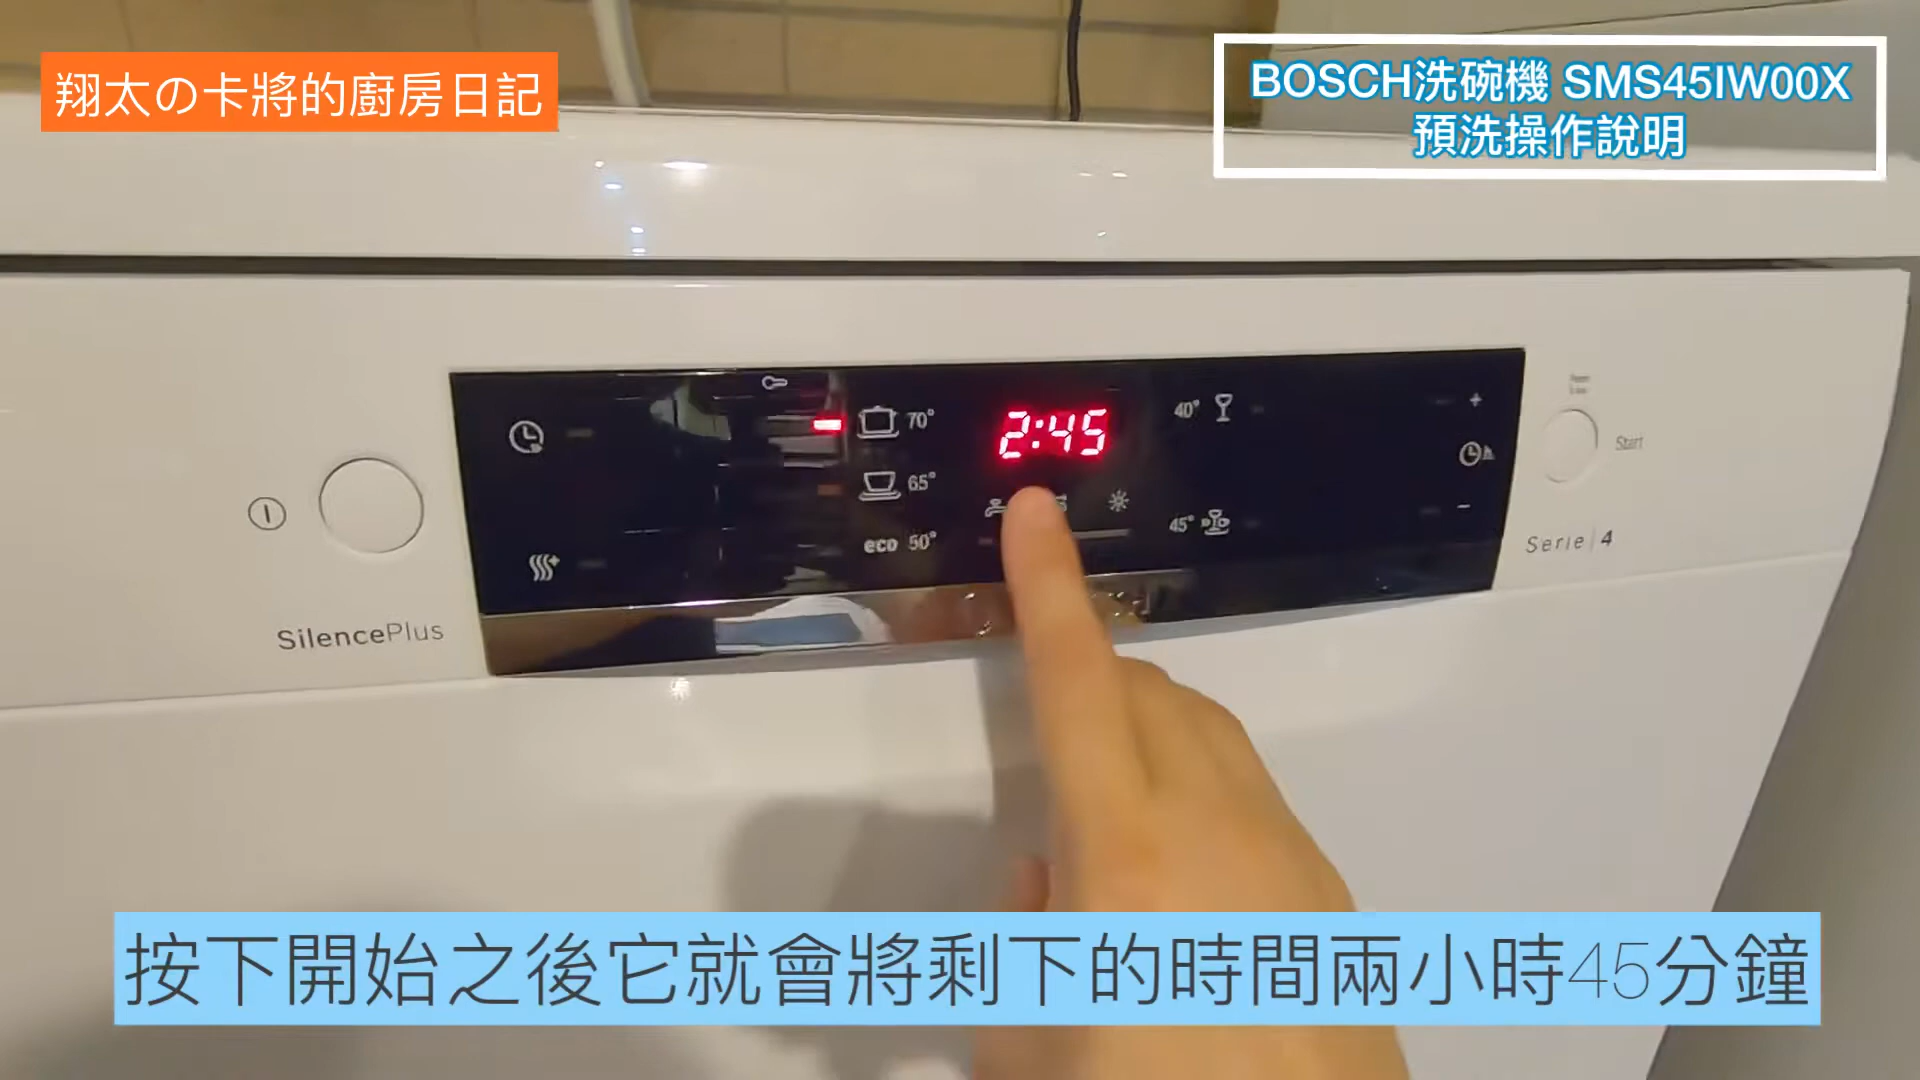 翔太の卡將的廚房日記
BOSCH洗碗機 SMS45IW00X
預洗操作說明
70°
2:45
40°
65°
Start
eco 50°
45°
Serie | 4
SilencePlus
按下開始之後它就會將剩下的時間兩小時45分鐘